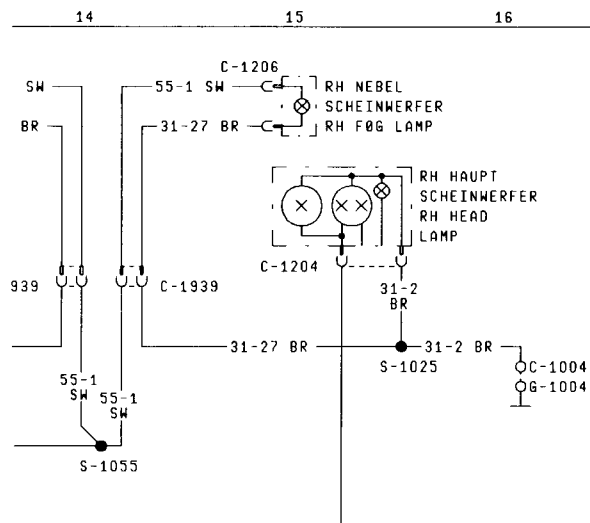 14 15 16
C-1206
SW 55-1 SW RH NEBEL
SCHEINWERFER
BR 31-27 BR RH FØG LAMP
RH HAUPT
SCHEINWERFER
RH HEAD
LAMP
C-1204
939 C-1939
31-2
BR
31-27 BR 31-2 BR
S-1025
C-1004
G-1004
55-1
SW
55-1
SW
S-1055